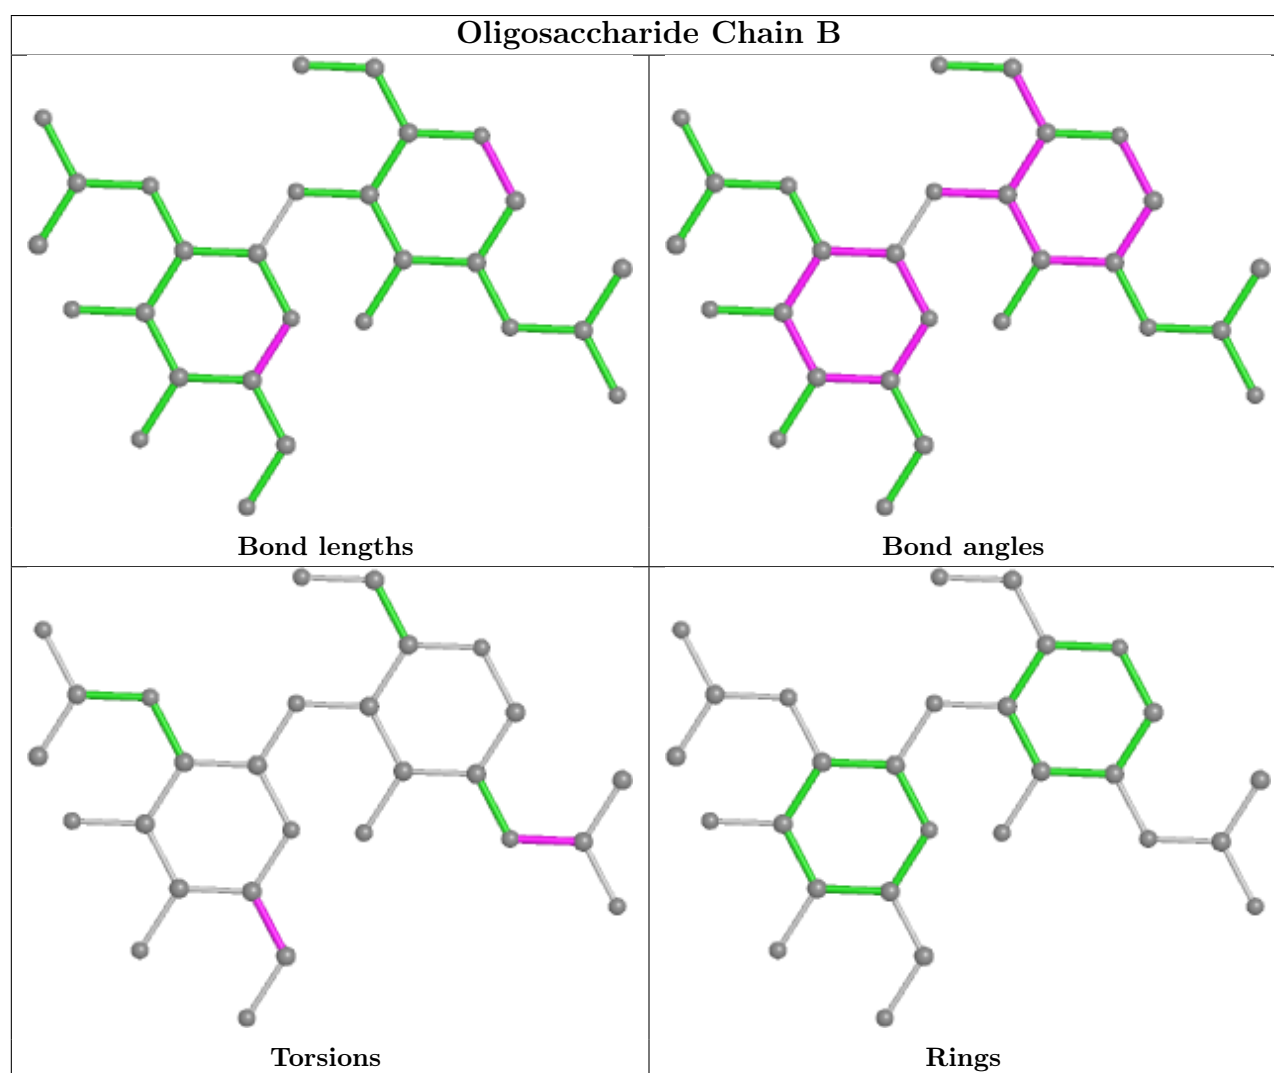 Oligosaccharide Chain B
Bond lengths
Bond angles
Torsions
Rings